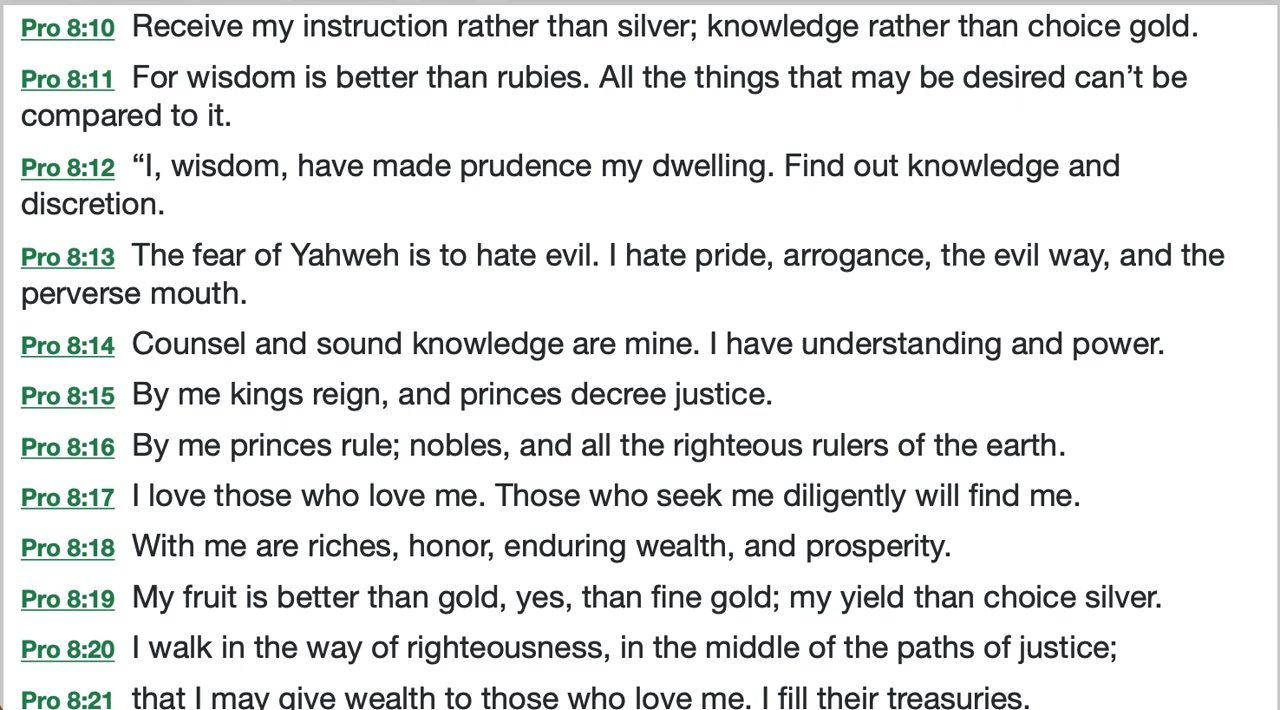 Pro 8:10 Receive my instruction rather than silver; knowledge rather than choice gold.
Pro 8:11 For wisdom is better than rubies. All the things that may be desired can’t be
compared to it.
Pro 8:12 “I, wisdom, have made prudence my dwelling. Find out knowledge and
discretion.
Pro 8:13 The fear of Yahweh is to hate evil. I hate pride, arrogance, the evil way, and the
perverse mouth.
Pro 8:14 Counsel and sound knowledge are mine. I have understanding and power.
Pro 8:15 By me kings reign, and princes decree justice.
Pro 8:16 By me princes rule; nobles, and all the righteous rulers of the earth.
Pro 8:17 I love those who love me. Those who seek me diligently will find me.
Pro 8:18 With me are riches, honor, enduring wealth, and prosperity.
Pro 8:19 My fruit is better than gold, yes, than fine gold; my yield than choice silver.
Pro 8:20 I walk in the way of righteousness, in the middle of the paths of justice;
Pro 8:21 that I may give wealth to those who love me. I fill their treasuries.